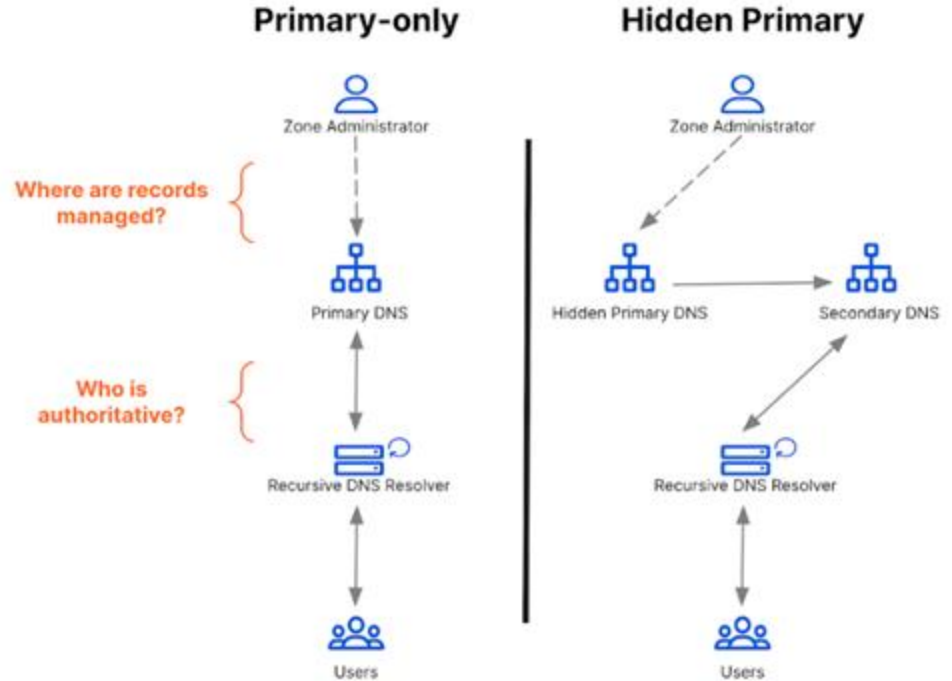 Primary-only
Zone Administrator
Where are records
managed?
Primary DNS
Who is
authoritative?
Recursive DNS Resolver
Users
Hidden Primary
Zone Administrator
Hidden Primary DNS
Secondary DNS
Recursive DNS Resolver
Users